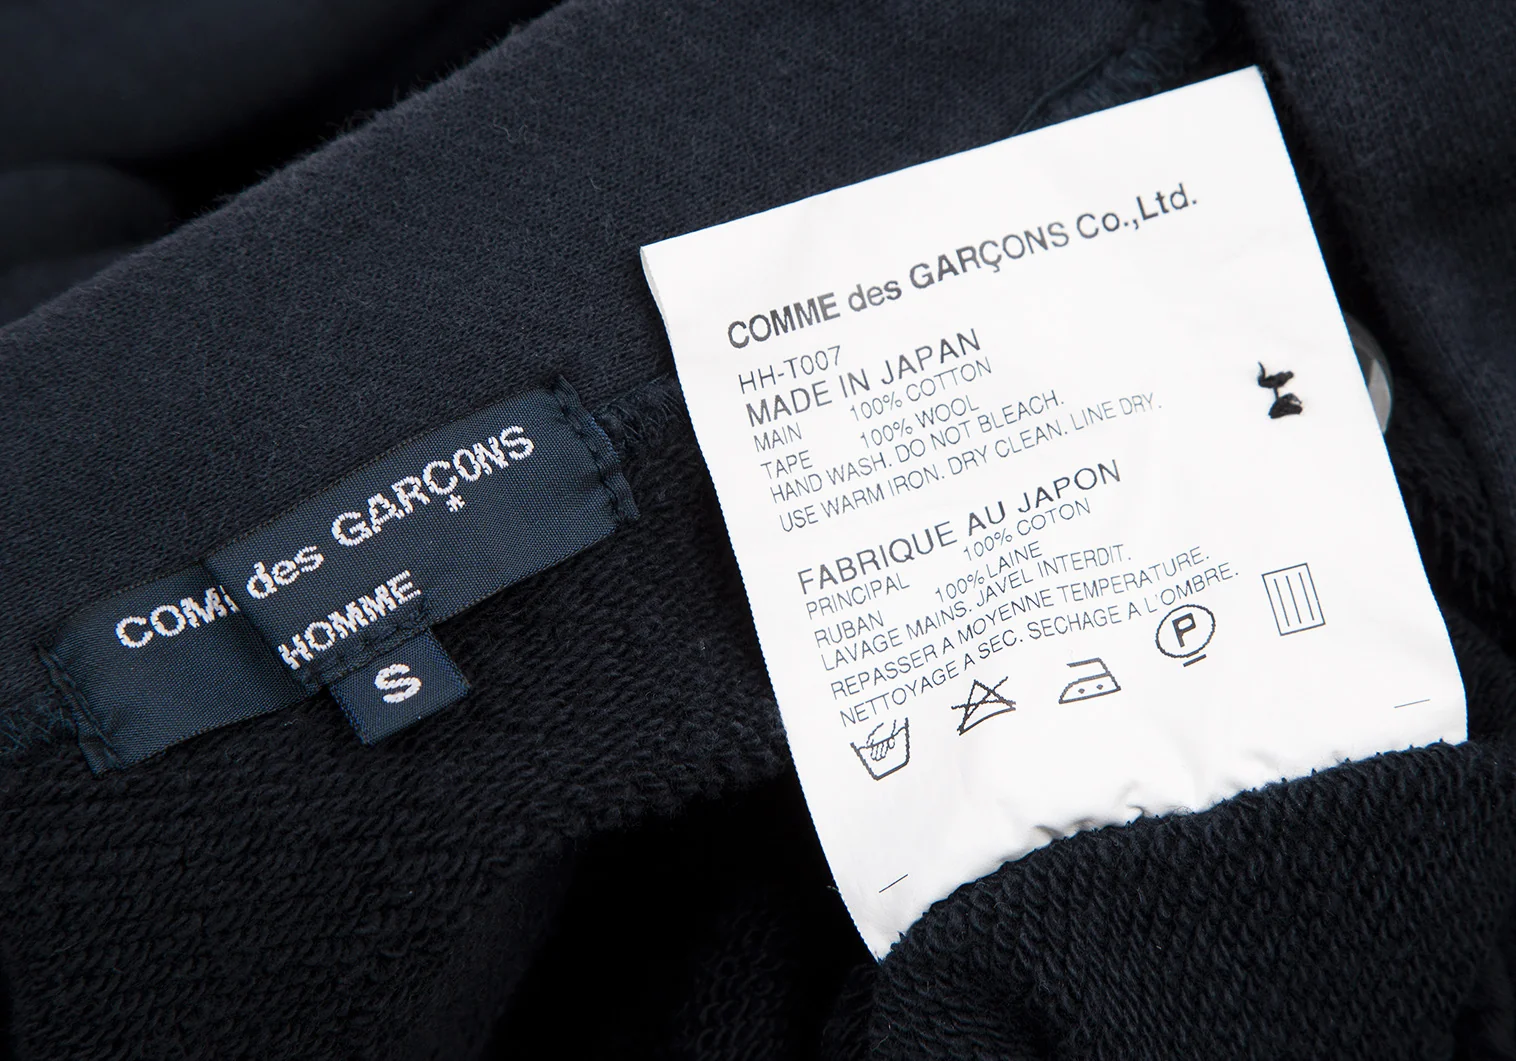 COM
des GARÇONS
HOMME
S
COMME des GARÇONS Co.,Ltd.
HH-T007
MADE IN JAPAN
MAIN 100% COTTON
TAPE 100% WOOL
HAND WASH. DO NOT BLEACH.
USE WARM IRON. DRY CLEAN. LINE DRY.
FABRIQUE AU JAPON
PRINCIPAL 100% COTON
RUBAN 100% LAINE
LAVAGE MAINS. JAVEL INTERDIT.
REPASSER A MOYENNE TEMPERATURE.
NETTOYAGE A SEC. SECHAGE A L'OMBRE.
P